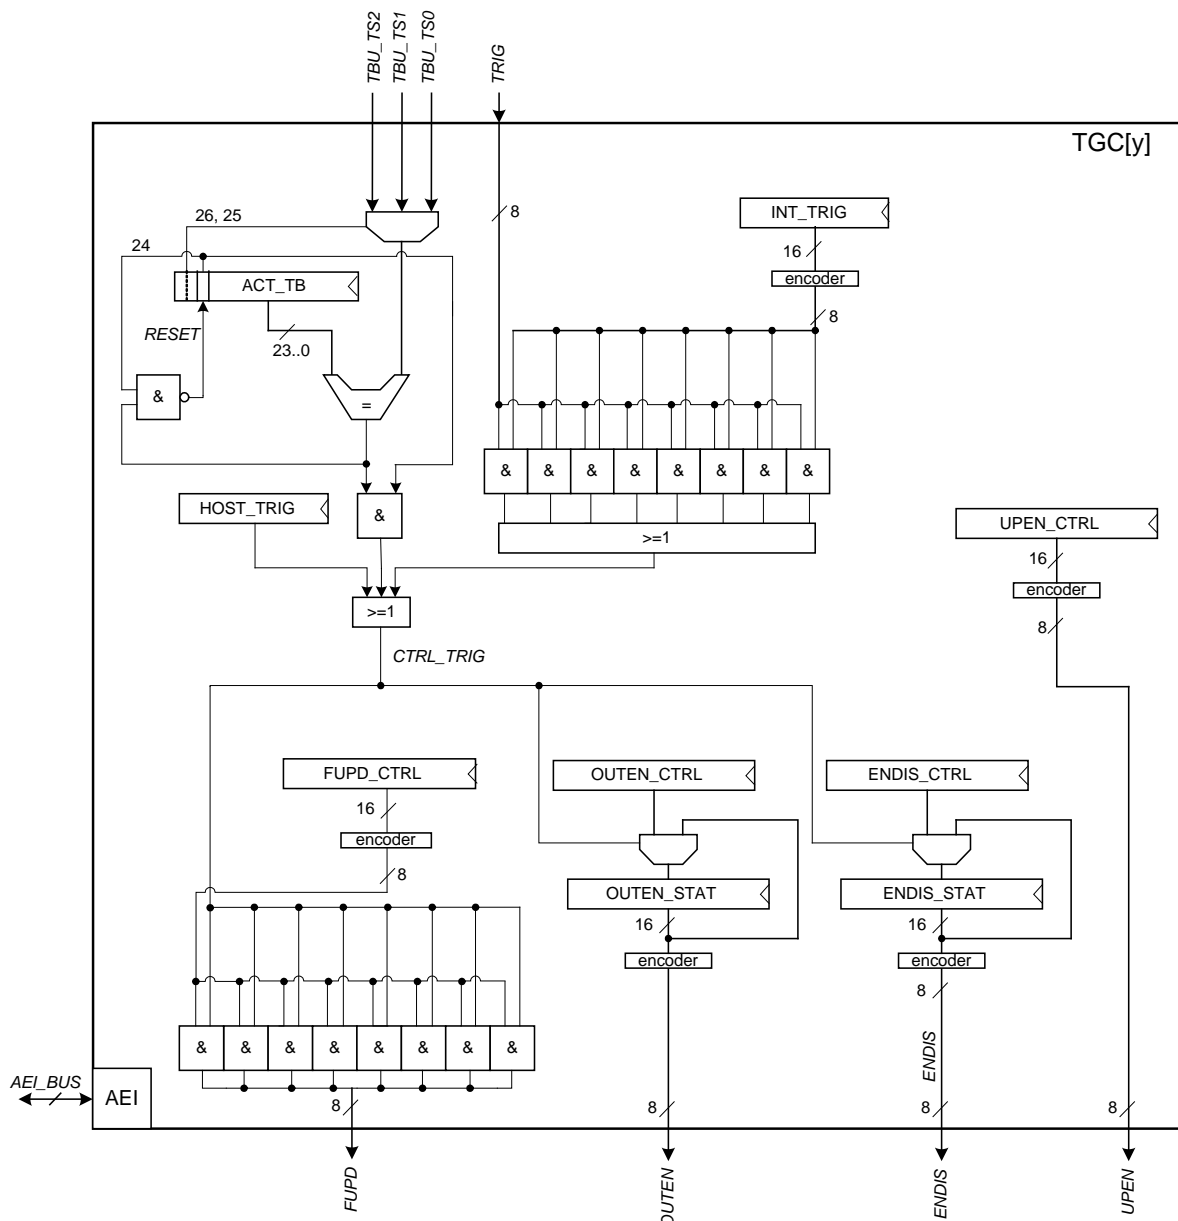 TBU_TS2
TBU_TS1
TBU_TS0
TRIG
TGC[y]
26, 25
8
INT_TRIG
24
16
encoder
ACT_TB
8
RESET
23..0
&
=
& & & & & & & &
HOST_TRIG
&
>=1
UPEN_CTRL
16
encoder
>=1
8
CTRL_TRIG
FUPD_CTRL
OUTEN_CTRL
ENDIS_CTRL
16
encoder
8
OUTEN_STAT
ENDIS_STAT
16
16
encoder
encoder
8
& & & & & & & &
ENDIS
AEI_BUS
AEI
8
8
8
8
FUPD
OUTEN
ENDIS
UPEN